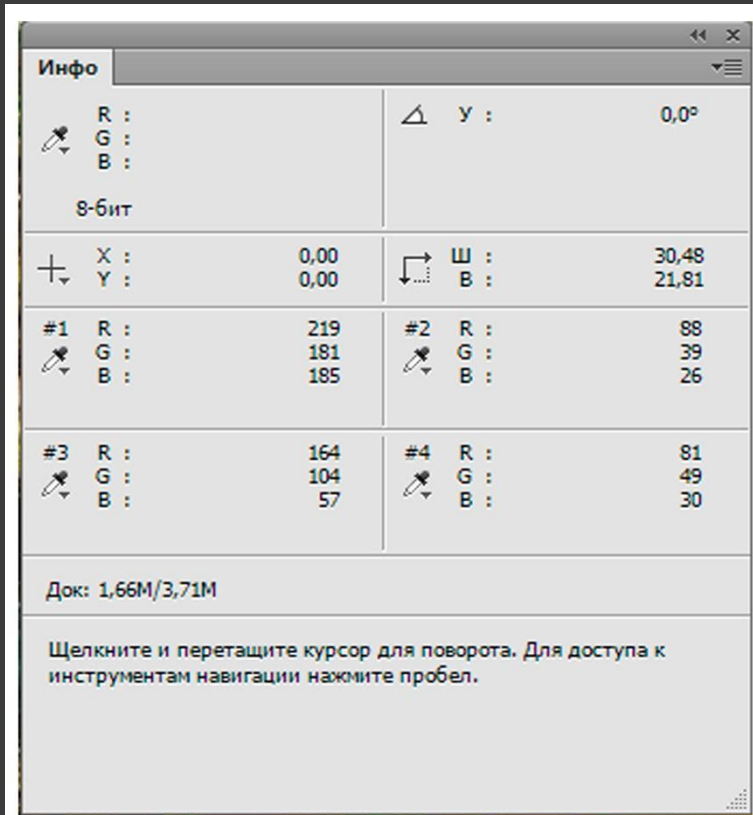 Инфо
R :
G :
B :
8-бит
У : 0,0°
X : 0,00
Y : 0,00
Ш : 30,48
В : 21,81
#1 R : 219
G : 181
B : 185
#2 R : 88
G : 39
B : 26
#3 R : 164
G : 104
B : 57
#4 R : 81
G : 49
B : 30
Док: 1,66M/3,71M
Щелкните и перетащите курсор для поворота. Для доступа к
инструментам навигации нажмите пробел.